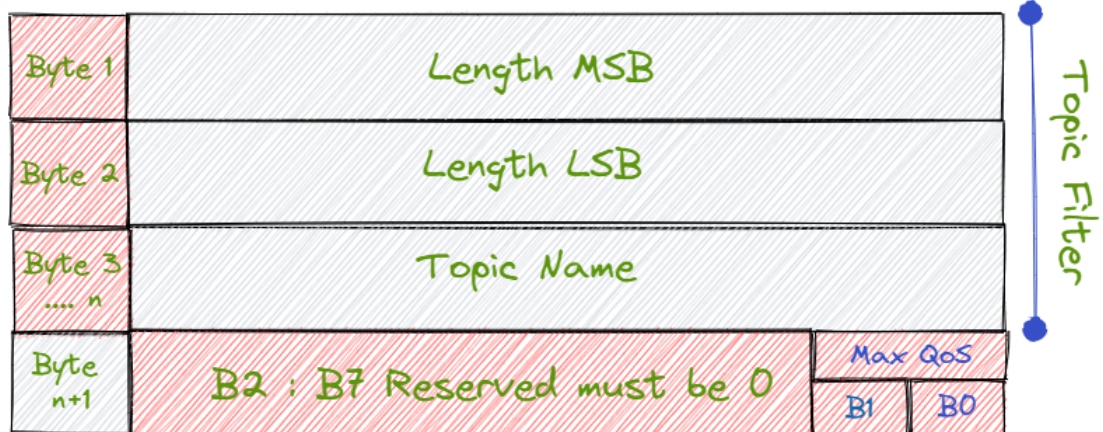 Byte 1
Length MSB
Byte 2
Length LSB
Byte 3
.... n
Topic Name
Topic Filter
Byte
n+1
B2 : B7 Reserved must be 0
Max QoS
B1
B0